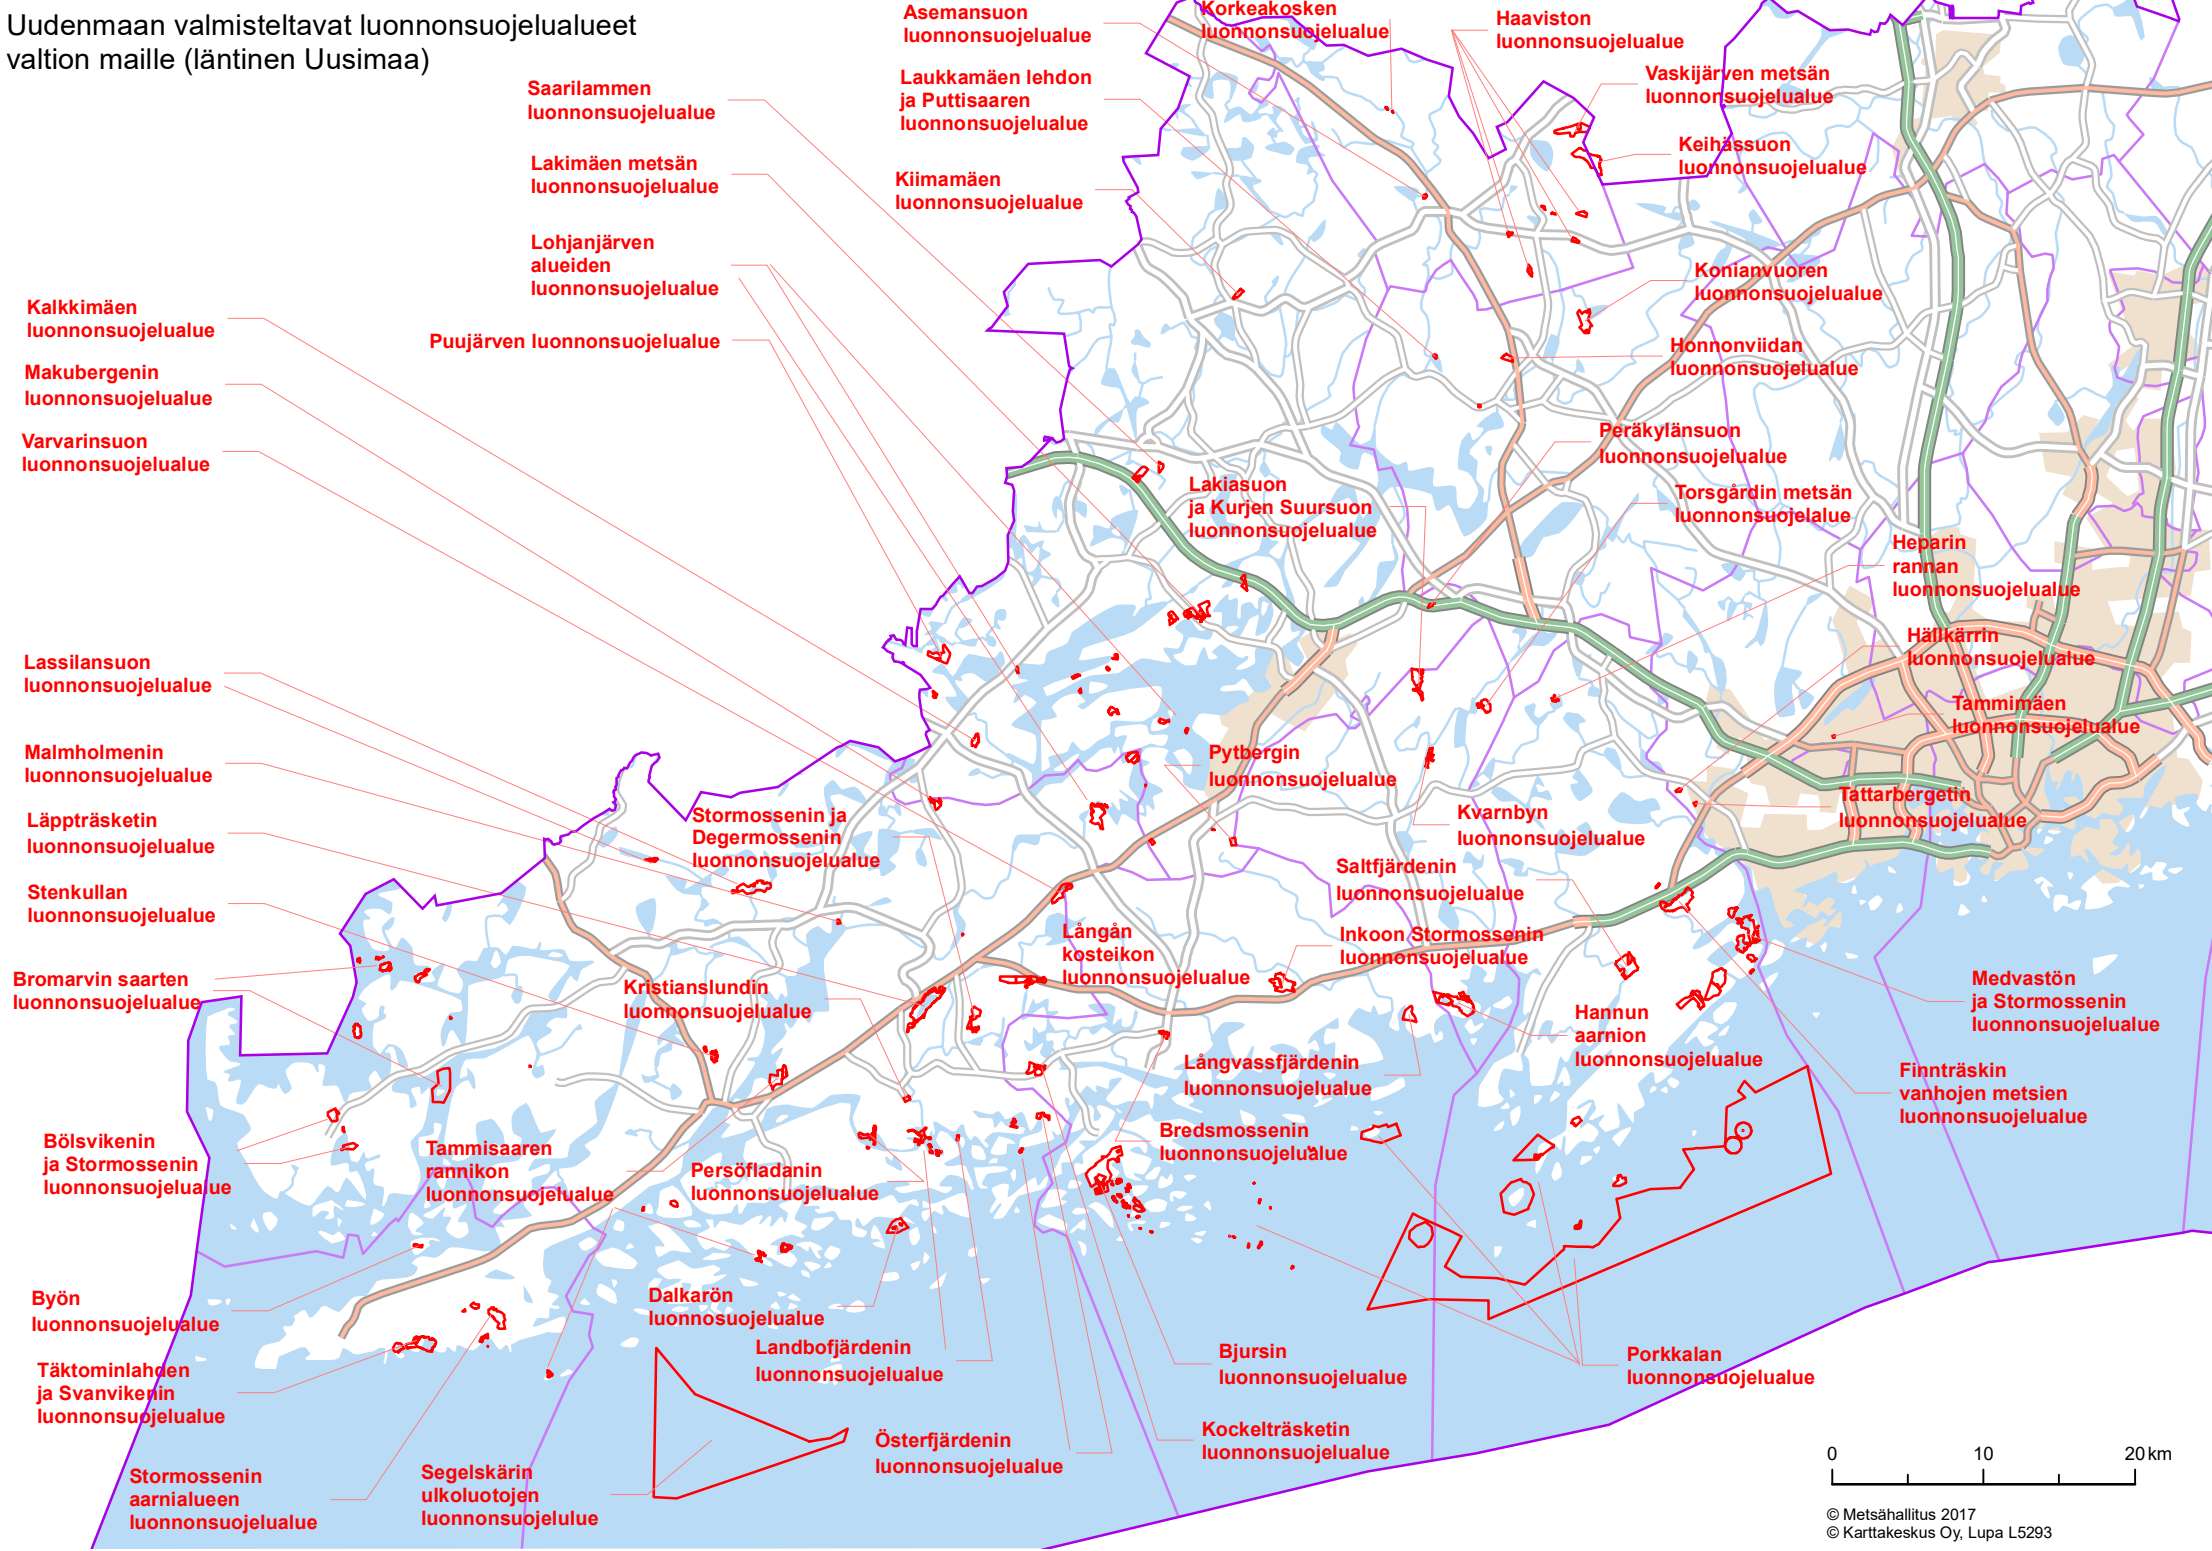 Uudenmaan valmisteltavat luonnonsuojelualueet
valtion maille (läntinen Uusimaa)
Asemansuon
luonnonsuojelualue
Korkeakosken
luonnonsuojelualue
Haaviston
luonnonsuojelualue
Vaskijärven metsän
luonnonsuojelualue
Laukkamäen lehdon
ja Puttisaaren
luonnonsuojelualue
Saarilammen
luonnonsuojelualue
Keihässuon
luonnonsuojelualue
Lakimäen metsän
luonnonsuojelualue
Kiimamäen
luonnonsuojelualue
Lohjanjärven
alueiden
luonnonsuojelualue
Konianvuoren
luonnonsuojelualue
Kalkkimäen
luonnonsuojelualue
Puujärven luonnonsuojelualue
Honnonviidan
luonnonsuojelualue
Makubergenin
luonnonsuojelualue
Varvarinsuon
luonnonsuojelualue
Peräkylänsuon
luonnonsuojelualue
Lakiasuon
ja Kurjen Suursuon
luonnonsuojelualue
Torsgårdin metsän
luonnonsuojelalue
Heparin
rannan
luonnonsuojelualue
Hällkärrin
luonnonsuojelualue
Lassilansuon
luonnonsuojelualue
Tammimäen
luonnonsuojelualue
Malmholmenin
luonnonsuojelualue
Pytbergin
luonnonsuojelualue
Tattarbergetin
luonnonsuojelualue
Läppträsketin
luonnonsuojelualue
Stormossenin ja
Degermossenin
luonnonsuojelualue
Kvarnbyn
luonnonsuojelualue
Saltfjärdenin
luonnonsuojelualue
Stenkullan
luonnonsuojelualue
Långån
kosteikon
luonnonsuojelualue
Inkoon Stormossenin
luonnonsuojelualue
Bromarvin saarten
luonnonsuojelualue
Kristianslundin
luonnonsuojelualue
Medvastön
ja Stormossenin
luonnonsuojelualue
Hannun
aarnion
luonnonsuojelualue
Långvassfjärdenin
luonnonsuojelualue
Finnträskin
vanhojen metsien
luonnonsuojelualue
Bölsvikenin
ja Stormossenin
luonnonsuojelualue
Tammisaaren
rannikon
luonnonsuojelualue
Persöfladanin
luonnonsuojelualue
Bredsmossenin
luonnonsuojelualue
Byön
luonnonsuojelualue
Dalkarön
luonnosuojelualue
Landbofjärdenin
luonnonsuojelualue
Bjursin
luonnonsuojelualue
Porkkalan
luonnonsuojelualue
Täktominlahden
ja Svanvikenin
luonnonsuojelualue
Österfjärdenin
luonnonsuojelualue
Kockelträsketin
luonnonsuojelualue
Stormossenin
aarnialueen
luonnonsuojelualue
Segelskärin
ulkoluotojen
luonnonsuojelulue
0 10 20 km
© Metsähallitus 2017
© Karttakeskus Oy, Lupa L5293